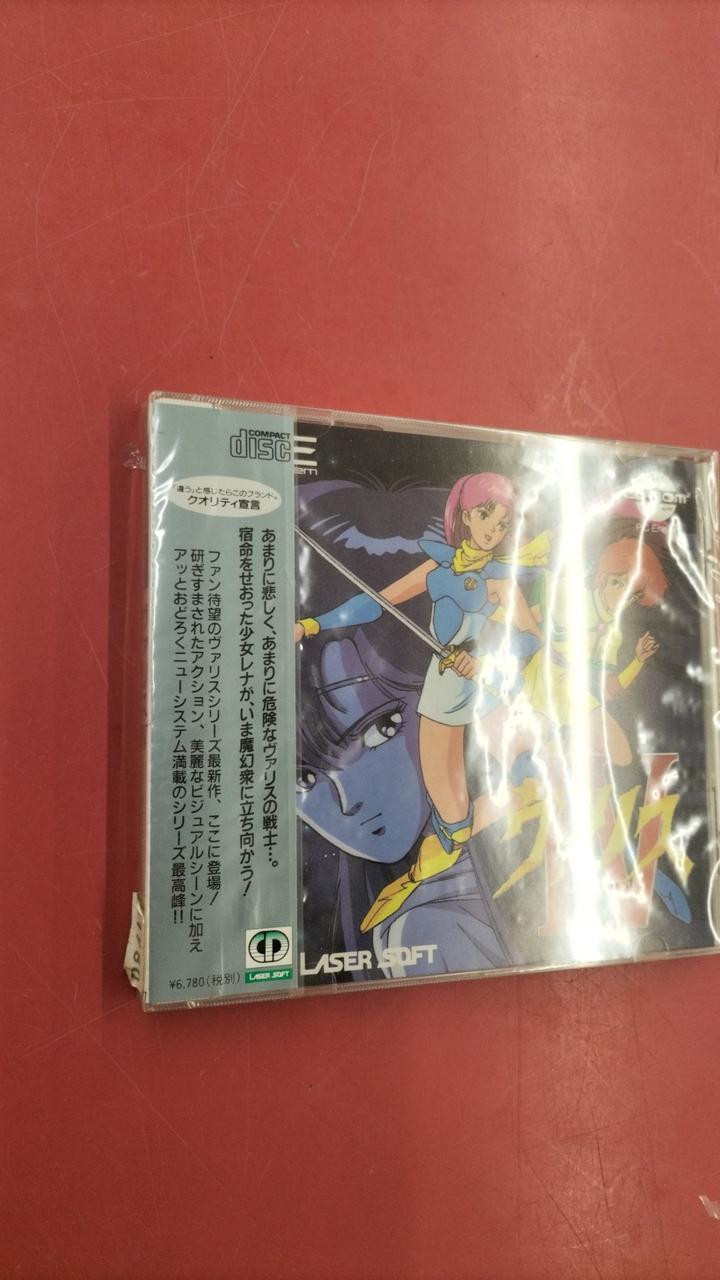 COMPACT
disc
「違う」と感じたらこのブランド。
クオリティ宣言
あまりに悲しく、あまりに危険なヴァリスの戦士…。
宿命をせおった少女レナが、いま魔幻衆に立ち向かう!
ファン待望のヴァリスシリーズ最新作、ここに登場!
研ぎすまされたアクション、美麗なビジュアルシーンに加え
アッとおどろくニューシステム満載のシリーズ最高峰!!
¥6,780(税別)
CD
LASER SOFT
LASER SOFT
ヴァリス
IV